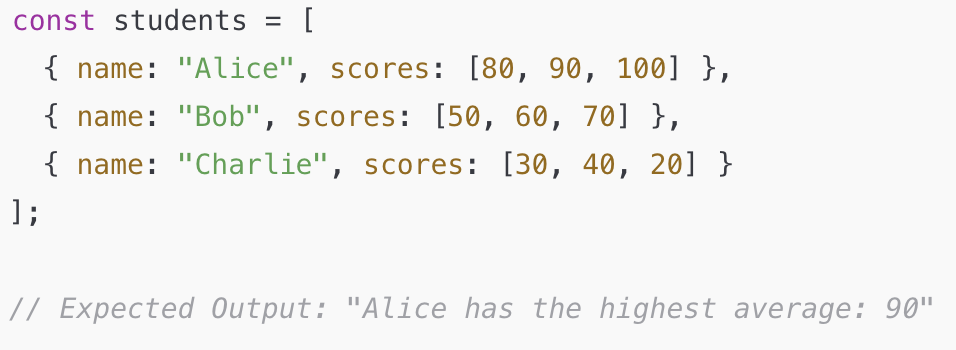 const students = [
  { name: "Alice", scores: [80, 90, 100] },
  { name: "Bob", scores: [50, 60, 70] },
  { name: "Charlie", scores: [30, 40, 20] }
];
// Expected Output: "Alice has the highest average: 90"